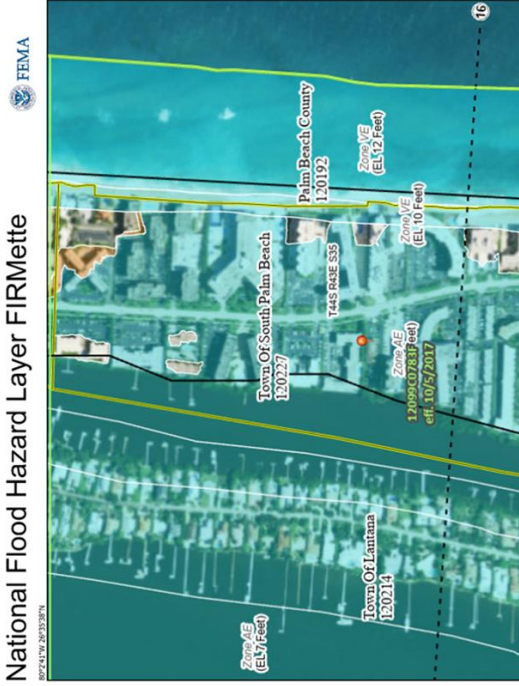 National Flood Hazard Layer FIRMette
FEMA
80°2'41"W 26°35'38"N
16
Palm Beach County
120192
Zone VE
(EL 12 Feet)
Zone VE
(EL 10 Feet)
T44S R43E S35
Town Of South Palm Beach
120227
Zone AE
Feet)
12099C0783F
eff. 10/5/2017
Town Of Lantana
120214
Zone AE
(EL 7 Feet)